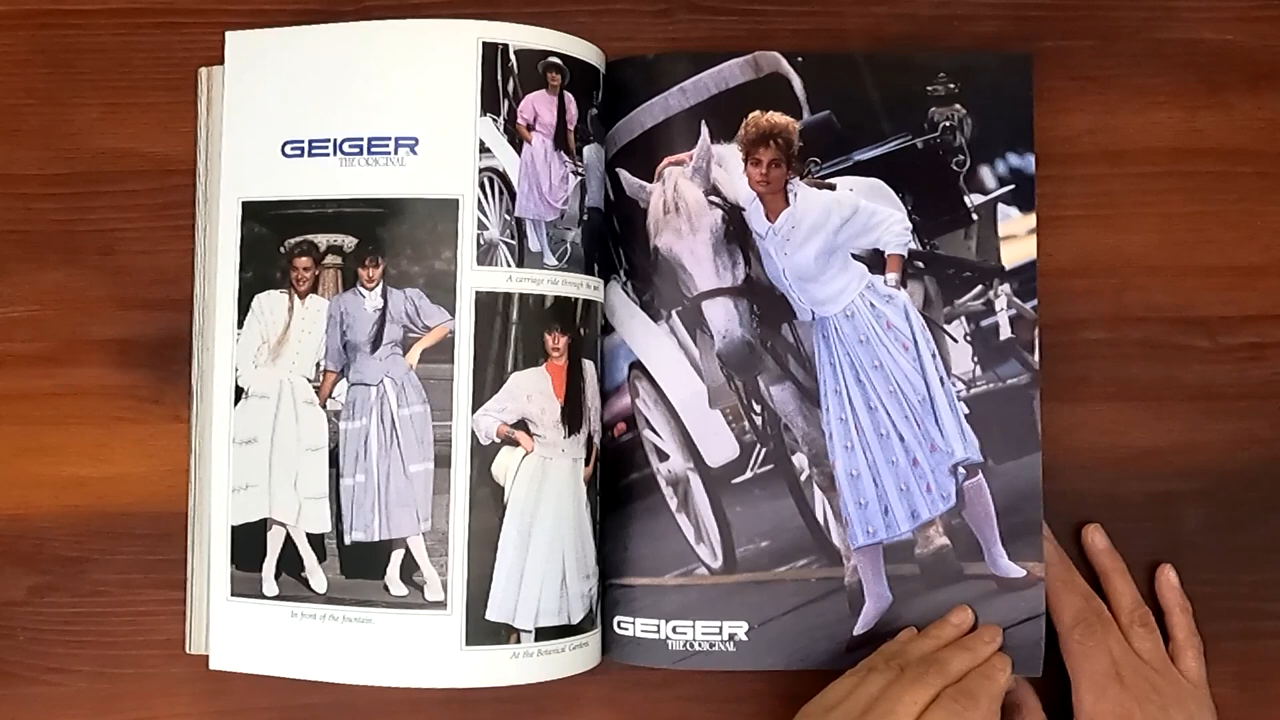 GEIGER
THE ORIGINAL
A carriage ride through the
In front of the fountain.
At the Botanical Gardens.
GEIGER
THE ORIGINAL